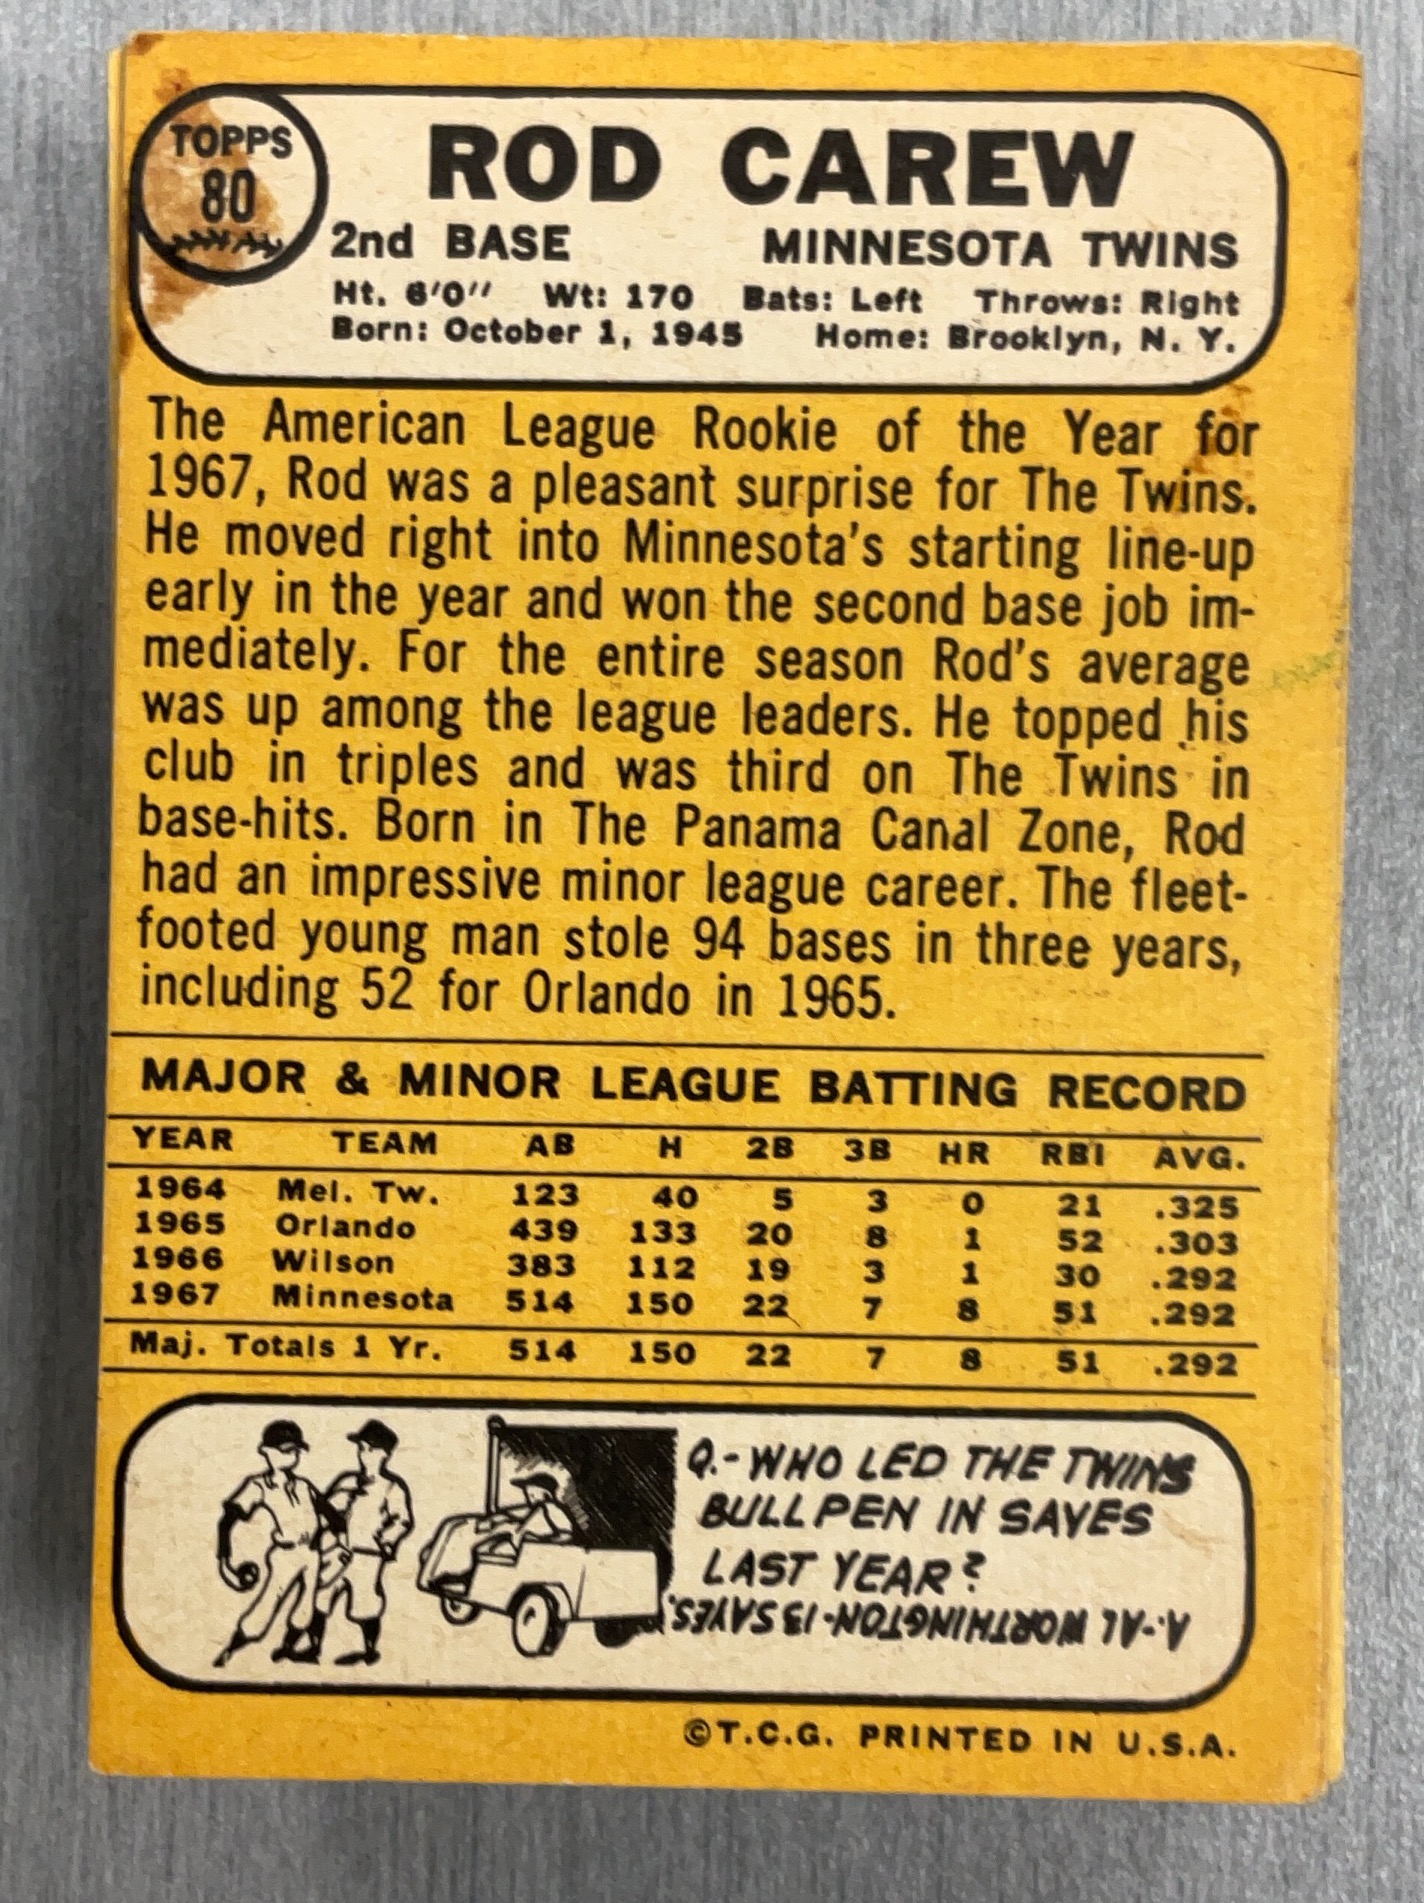 TOPPS
80
ROD CAREW
2nd BASE MINNESOTA TWINS
Ht. 6'0" Wt: 170 Bats: Left Throws: Right
Born: October 1, 1945 Home: Brooklyn, N. Y.
The American League Rookie of the Year for
1967, Rod was a pleasant surprise for The Twins.
He moved right into Minnesota's starting line-up
early in the year and won the second base job im-
mediately. For the entire season Rod's average
was up among the league leaders. He topped his
club in triples and was third on The Twins in
base-hits. Born in The Panama Canal Zone, Rod
had an impressive minor league career. The fleet-
footed young man stole 94 bases in three years,
including 52 for Orlando in 1965.
MAJOR & MINOR LEAGUE BATTING RECORD
YEAR TEAM AB H 2B 3B HR RBI AVG.
1964 Mel. Tw. 123 40 5 3 0 21 .325
1965 Orlando 439 133 20 8 1 52 .303
1966 Wilson 383 112 19 3 1 30 .292
1967 Minnesota 514 150 22 7 8 51 .292
Maj. Totals 1 Yr. 514 150 22 7 8 51 .292
Q.-WHO LED THE TWINS
BULLPEN IN SAVES
LAST YEAR?
A.-AL WORTHINGTON-13 SAVES.
©T.C.G. PRINTED IN U.S.A.